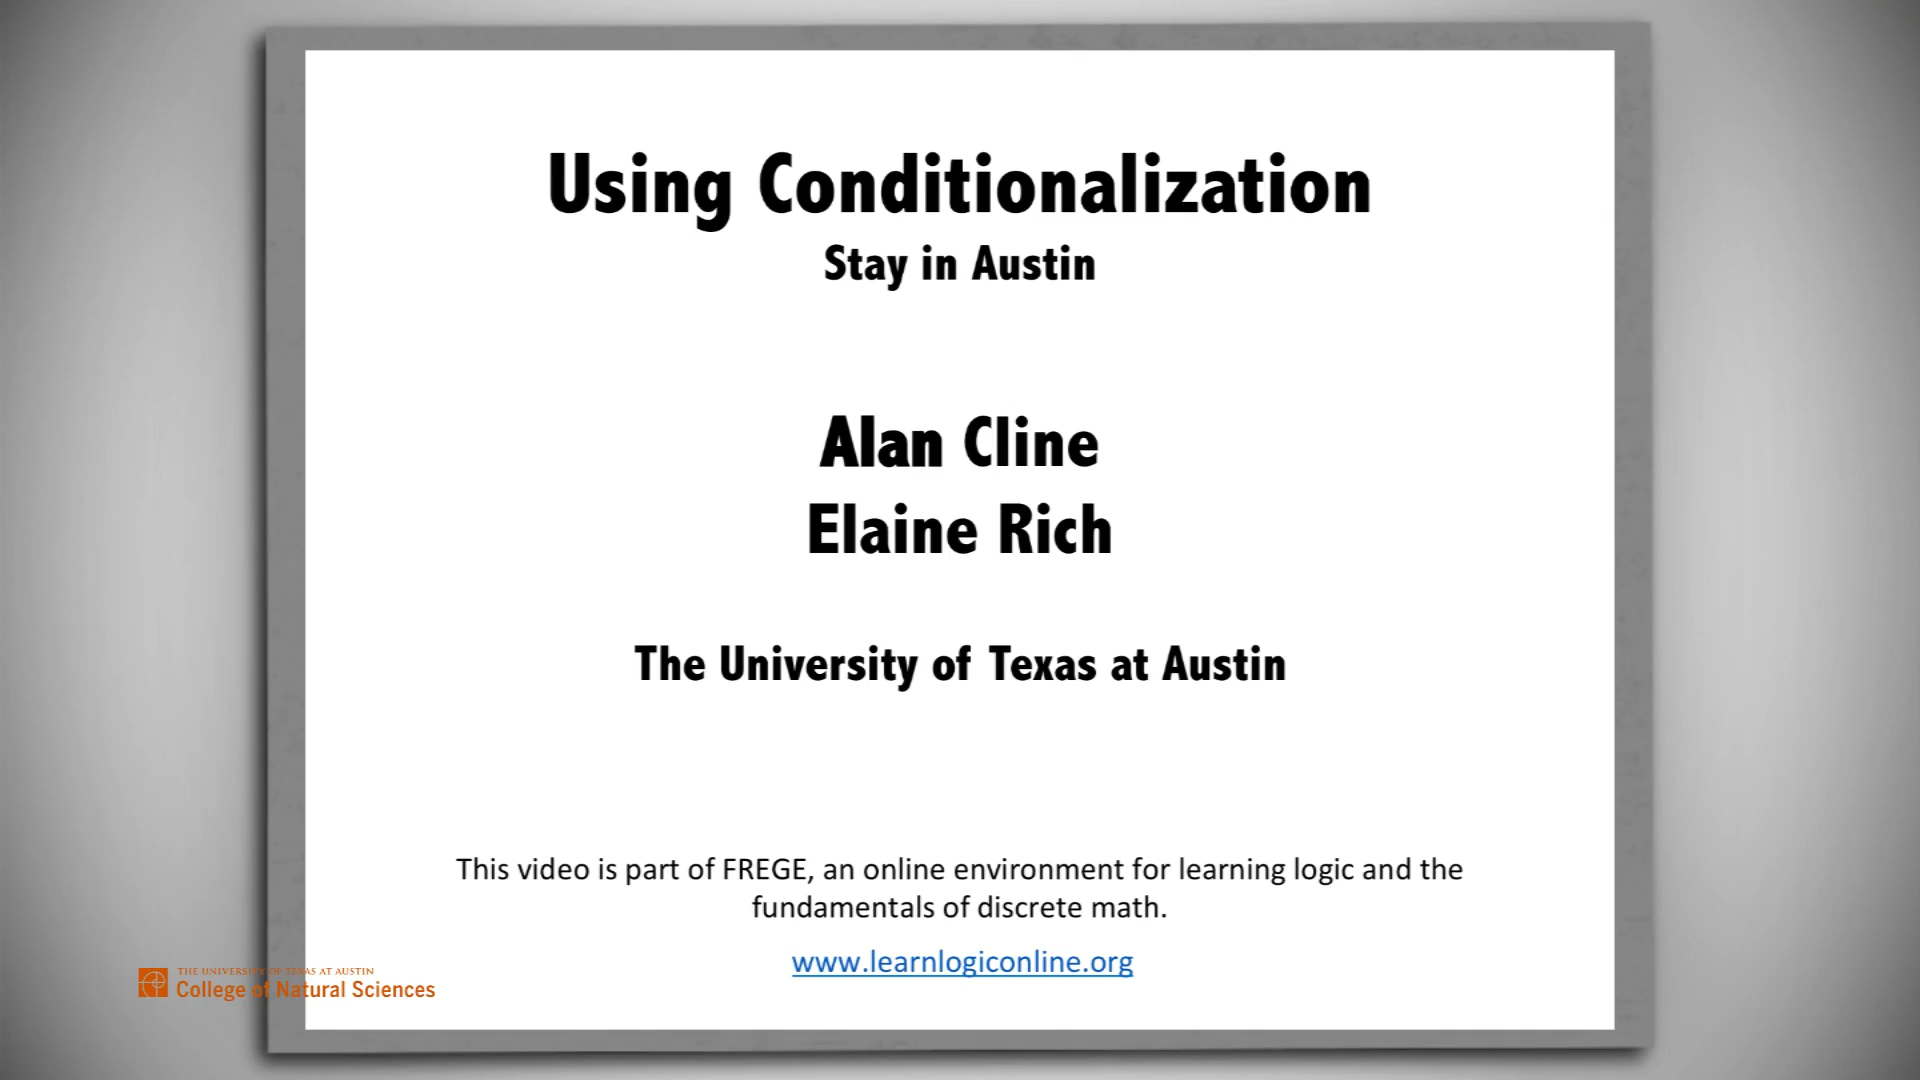 Using Conditionalization
Stay in Austin
Alan Cline
Elaine Rich
The University of Texas at Austin
This video is part of FREGE, an online environment for learning logic and the
fundamentals of discrete math.
www.learnlogiconline.org
THE UNIVERSITY OF TEXAS AT AUSTIN
College of Natural Sciences